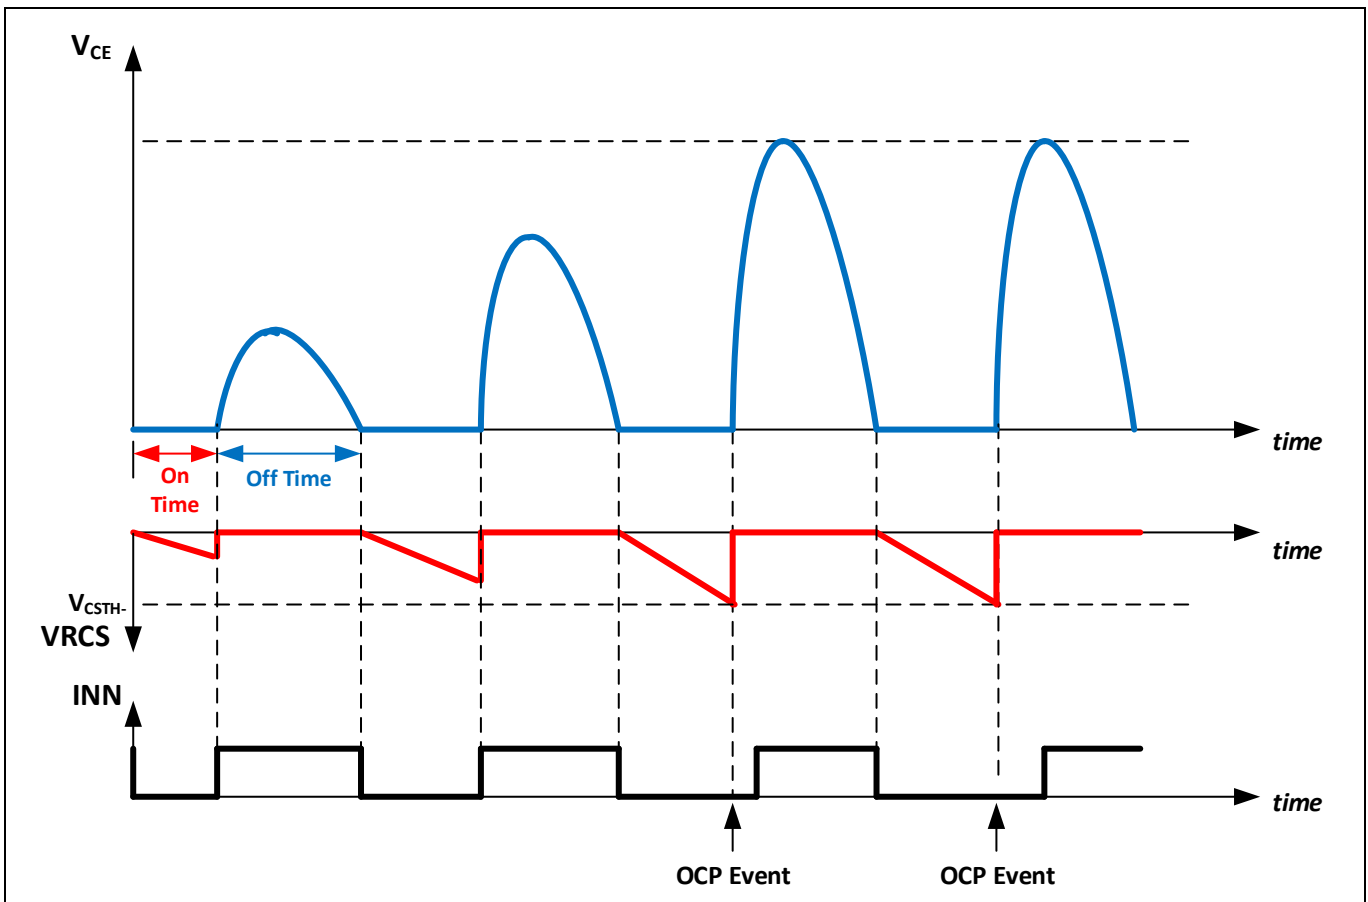 VCE
time
On
Time
Off Time
time
VCSTH-
VRCS
INN
time
OCP Event
OCP Event